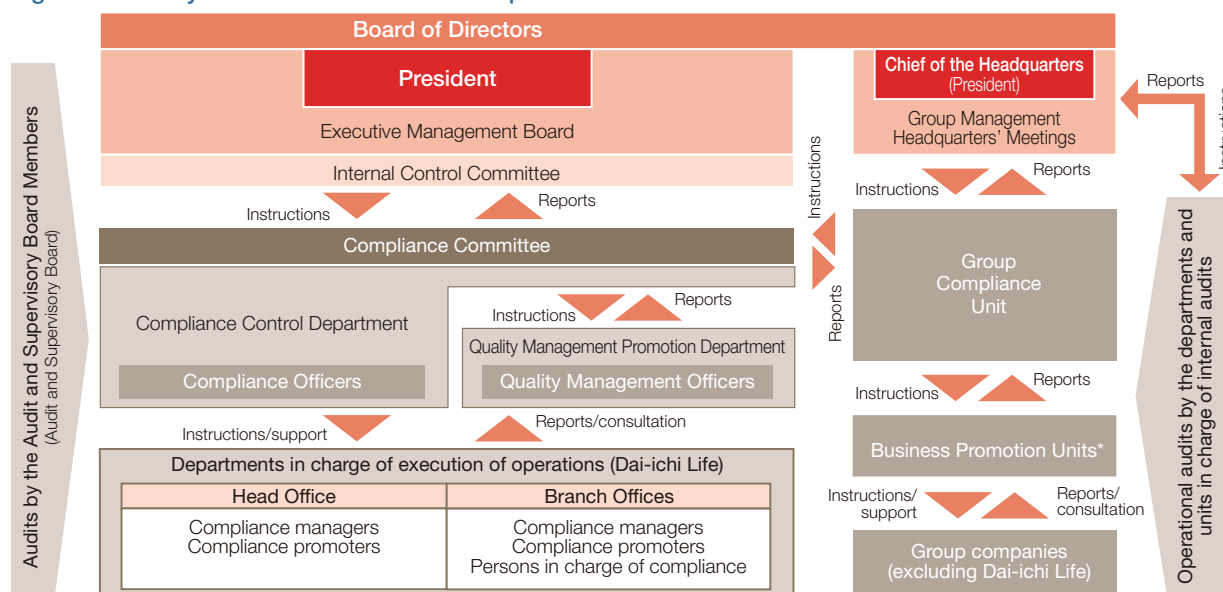 Board of Directors
President
Executive Management Board
Internal Control Committee
Instructions
Reports
Compliance Committee
Compliance Control Department
Compliance Officers
Instructions
Reports
Quality Management Promotion Department
Quality Management Officers
Instructions/support
Reports/consultation
Departments in charge of execution of operations (Dai-ichi Life)
Head Office
Branch Offices
Compliance managers
Compliance promoters
Compliance managers
Compliance promoters
Persons in charge of compliance
Audits by the Audit and Supervisory Board Members
(Audit and Supervisory Board)
Instructions
Reports
Chief of the Headquarters
(President)
Group Management
Headquarters' Meetings
Instructions
Reports
Group
Compliance
Unit
Instructions
Reports
Business Promotion Units*
Instructions/
support
Reports/
consultation
Group companies
(excluding Dai-ichi Life)
Reports
Instructions
Operational audits by the departments and
units in charge of internal audits